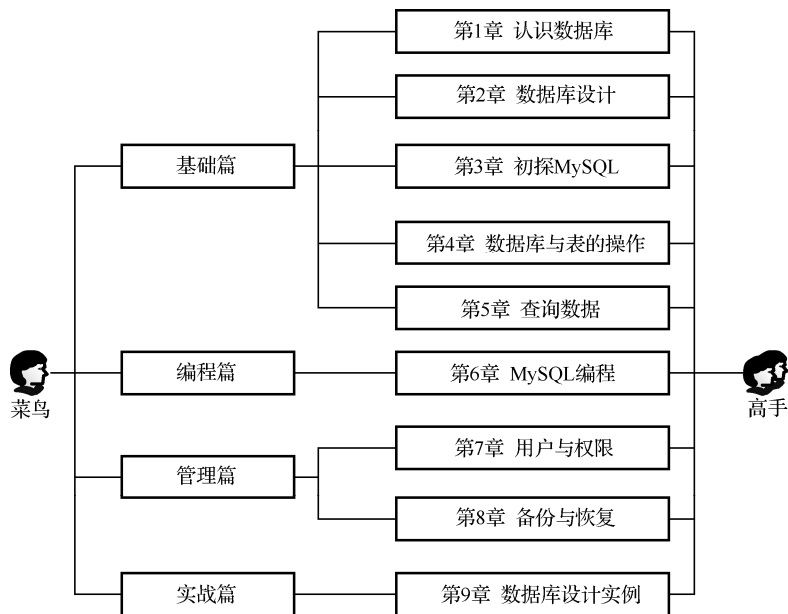 菜鸟
基础篇
第1章 认识数据库
第2章 数据库设计
第3章 初探MySQL
第4章 数据库与表的操作
第5章 查询数据
编程篇
第6章 MySQL编程
管理篇
第7章 用户与权限
第8章 备份与恢复
实战篇
第9章 数据库设计实例
高手